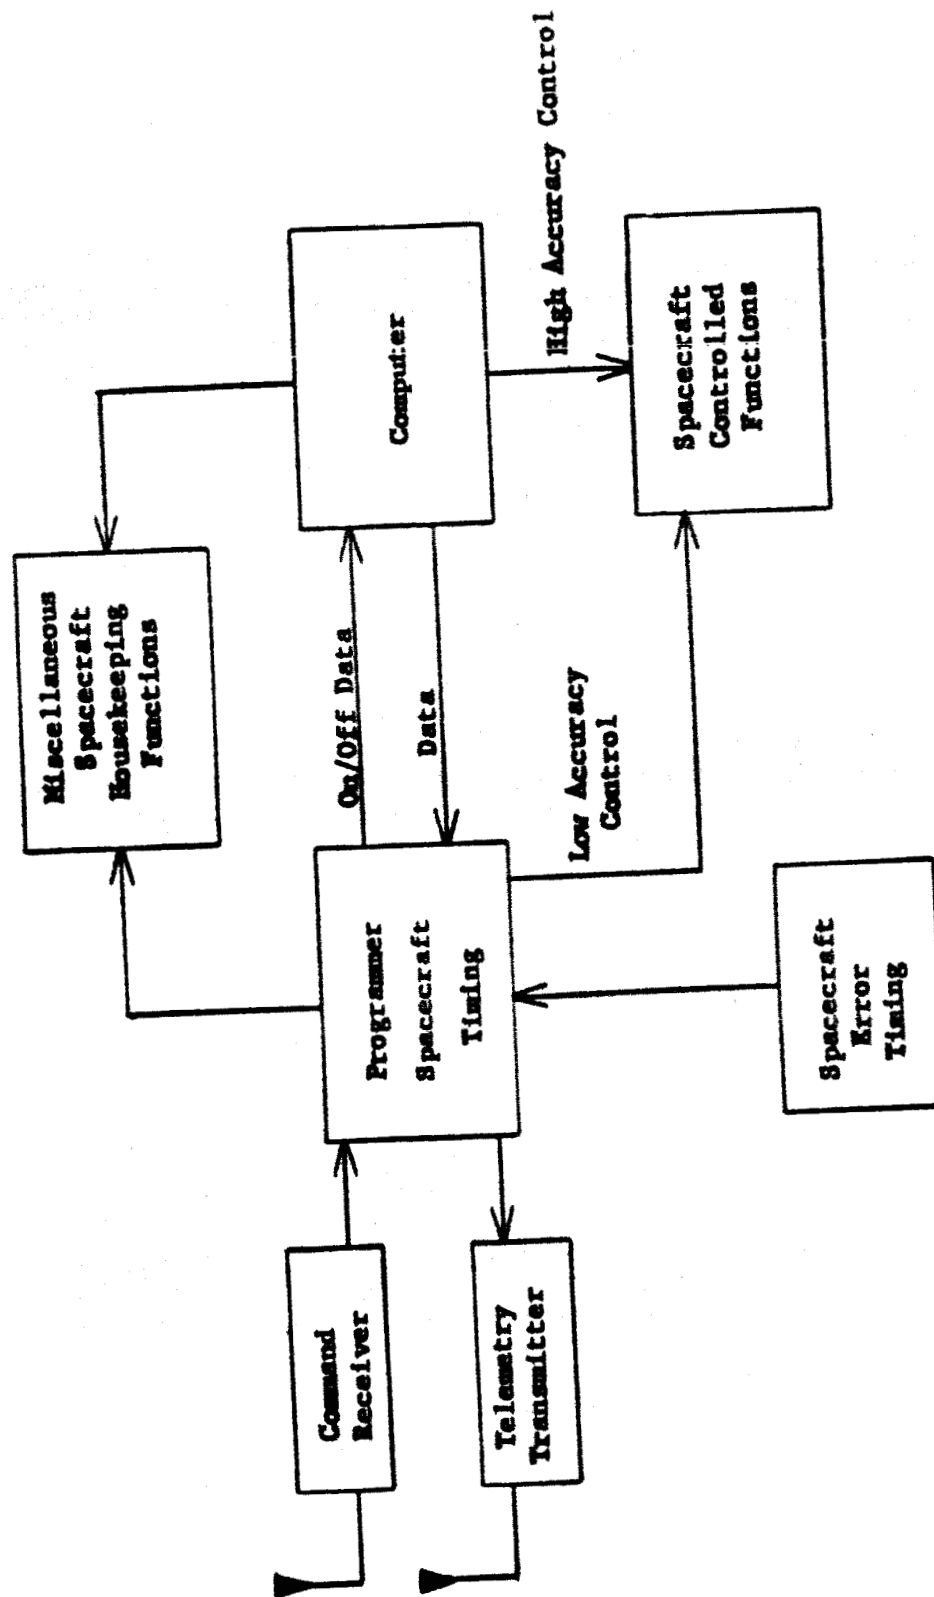 Miscellaneous
Spacecraft
Housekeeping
Functions
Command
Receiver
Programmer
Spacecraft
Timing
On/Off Data
Data
Computer
High Accuracy Control
Telemetry
Transmitter
Low Accuracy
Control
Spacecraft
Controlled
Functions
Spacecraft
Error
Timing